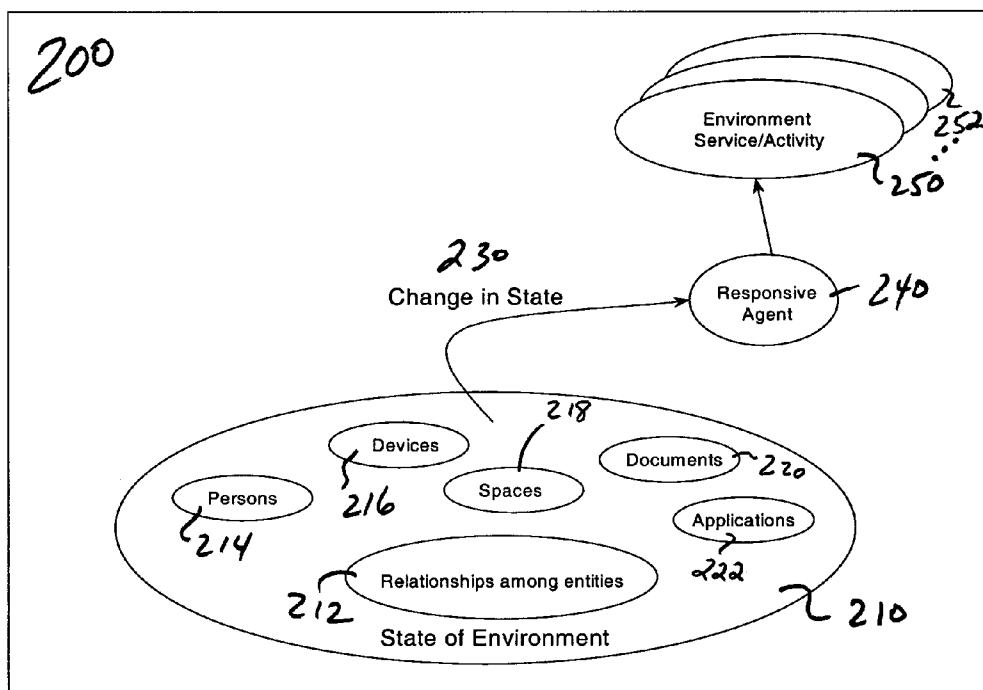 200
Environment
Service/Activity
252
250
230
Change in State
Responsive
Agent
240
218
Devices
Documents
220
Spaces
Persons
216
Applications
214
222
Relationships among entities
212
210
State of Environment